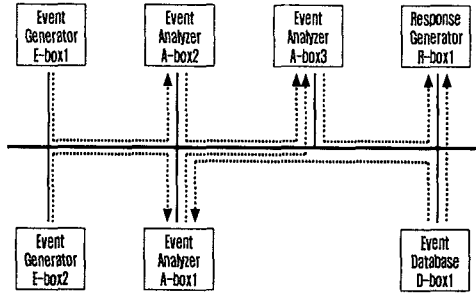 Event
Generator
E-box1
Event
Analyzer
A-box2
Event
Analyzer
A-box3
Response
Generator
R-box1
Event
Generator
E-box2
Event
Analyzer
A-box1
Event
Database
D-box1